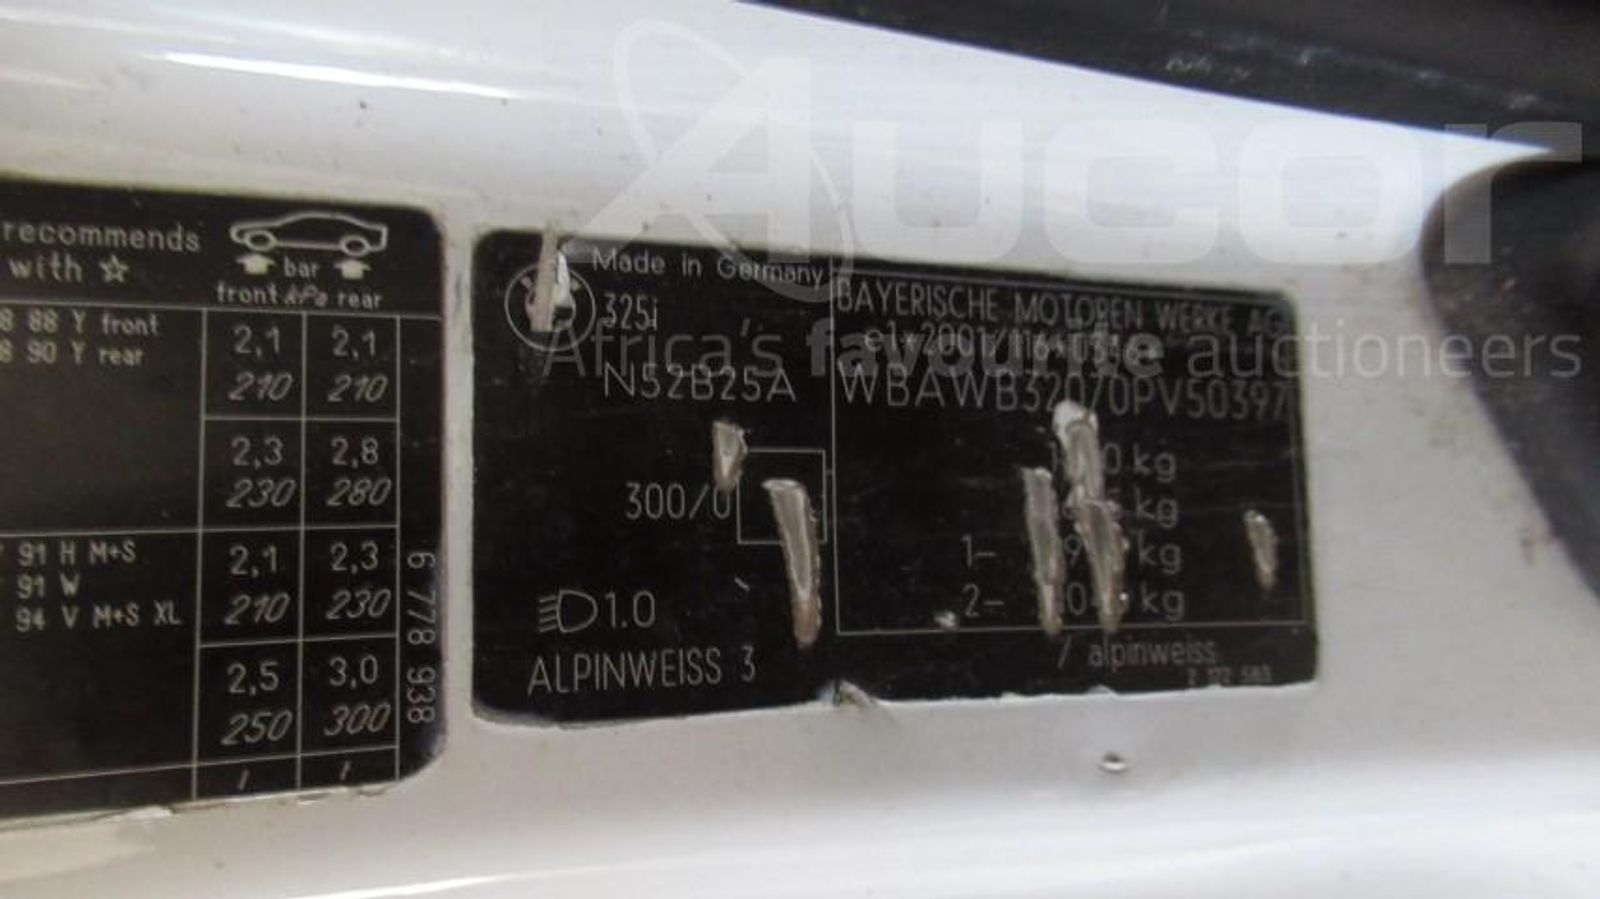 recommends
with ☆
bar
front kPa rear
8 88 Y front
8 90 Y rear
2,1 2,1
210 210
2,3 2,8
230 280
91 H M+S
91 W
94 V M+S XL
2,1 2,3
210 230
2,5 3,0
250 300
/ /
6 778 938
Made in Germany
325i
N52B25A
300/0
1.0
ALPINWEISS 3
BAYERISCHE MOTOREN WERKE AG
kg
kg
1- kg
2- kg
/ alpinweiss
Aucor
Africa's favourite auctioneers